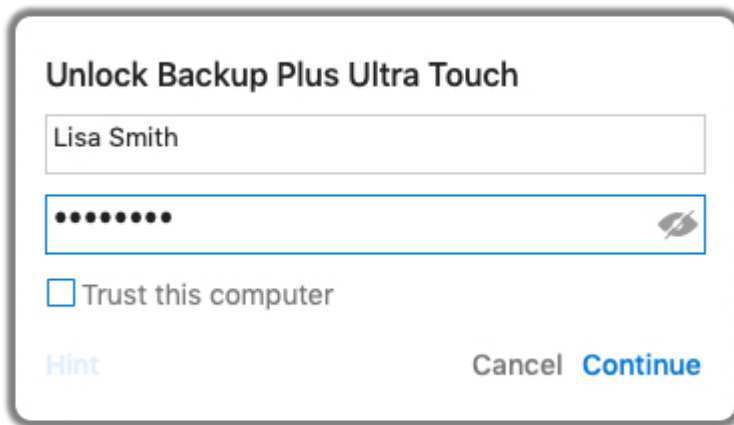 Unlock Backup Plus Ultra Touch
Lisa Smith
••••••••
Trust this computer
Hint Cancel Continue